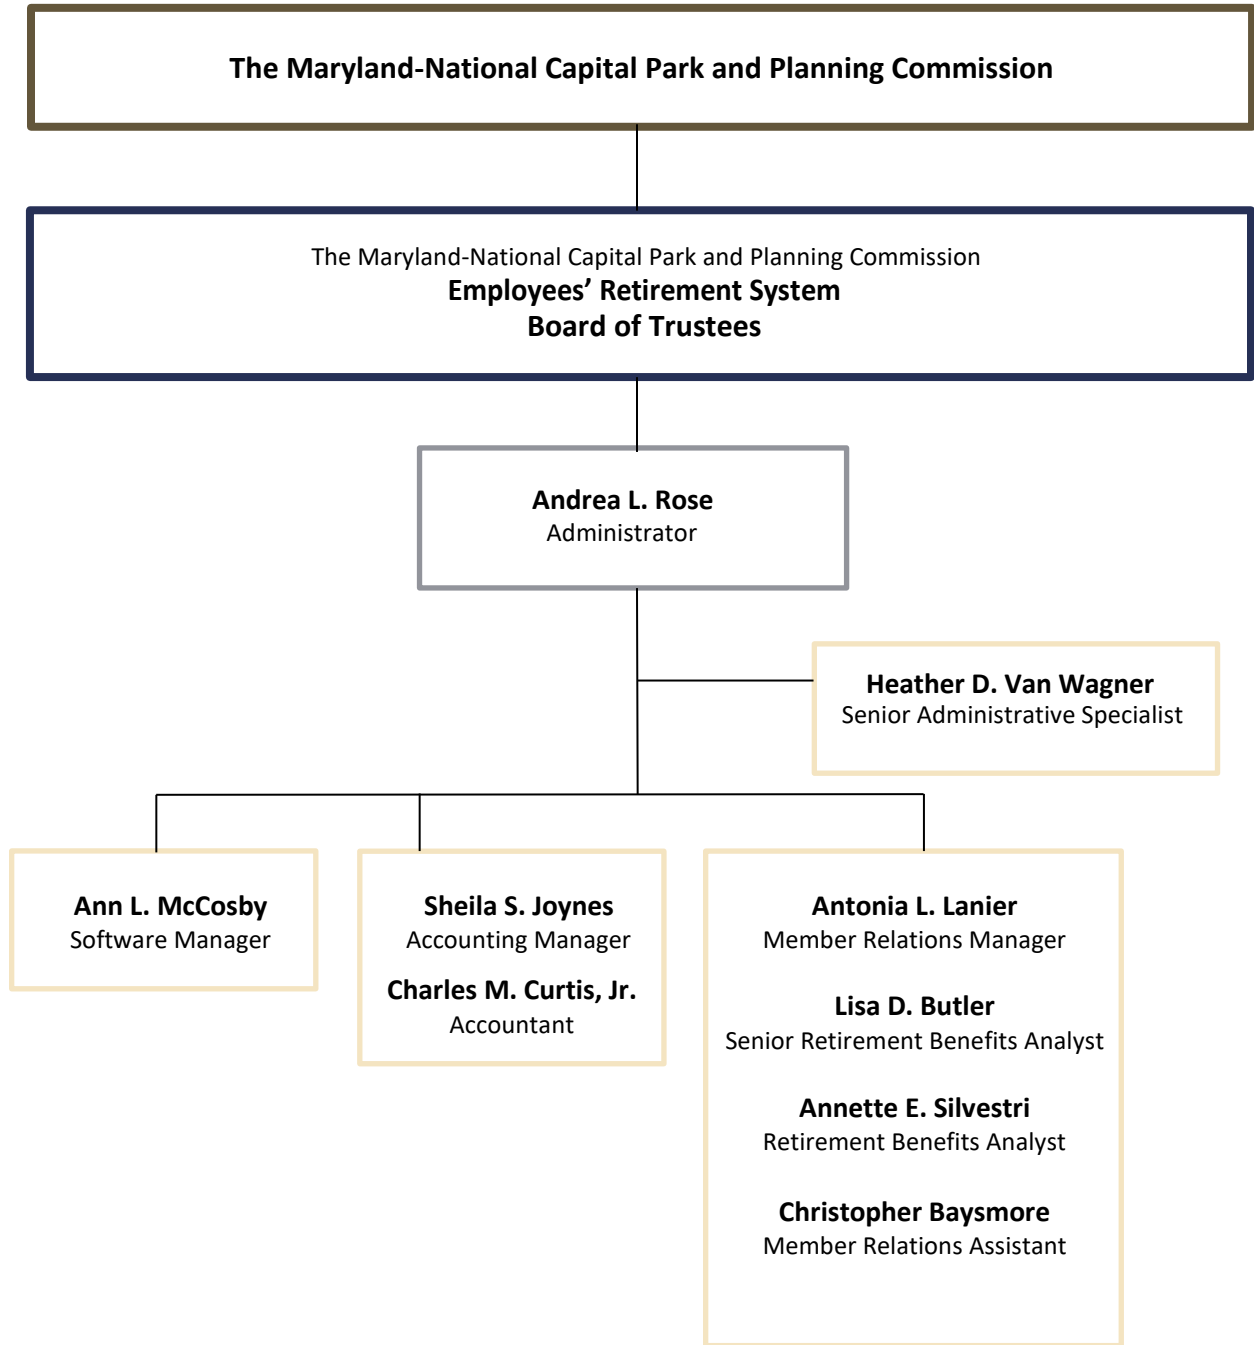 The Maryland-National Capital Park and Planning Commission
The Maryland-National Capital Park and Planning Commission
Employees’ Retirement System
Board of Trustees
Andrea L. Rose
Administrator
Heather D. Van Wagner
Senior Administrative Specialist
Ann L. McCosby
Software Manager
Sheila S. Joynes
Accounting Manager
Charles M. Curtis, Jr.
Accountant
Antonia L. Lanier
Member Relations Manager
Lisa D. Butler
Senior Retirement Benefits Analyst
Annette E. Silvestri
Retirement Benefits Analyst
Christopher Baysmore
Member Relations Assistant